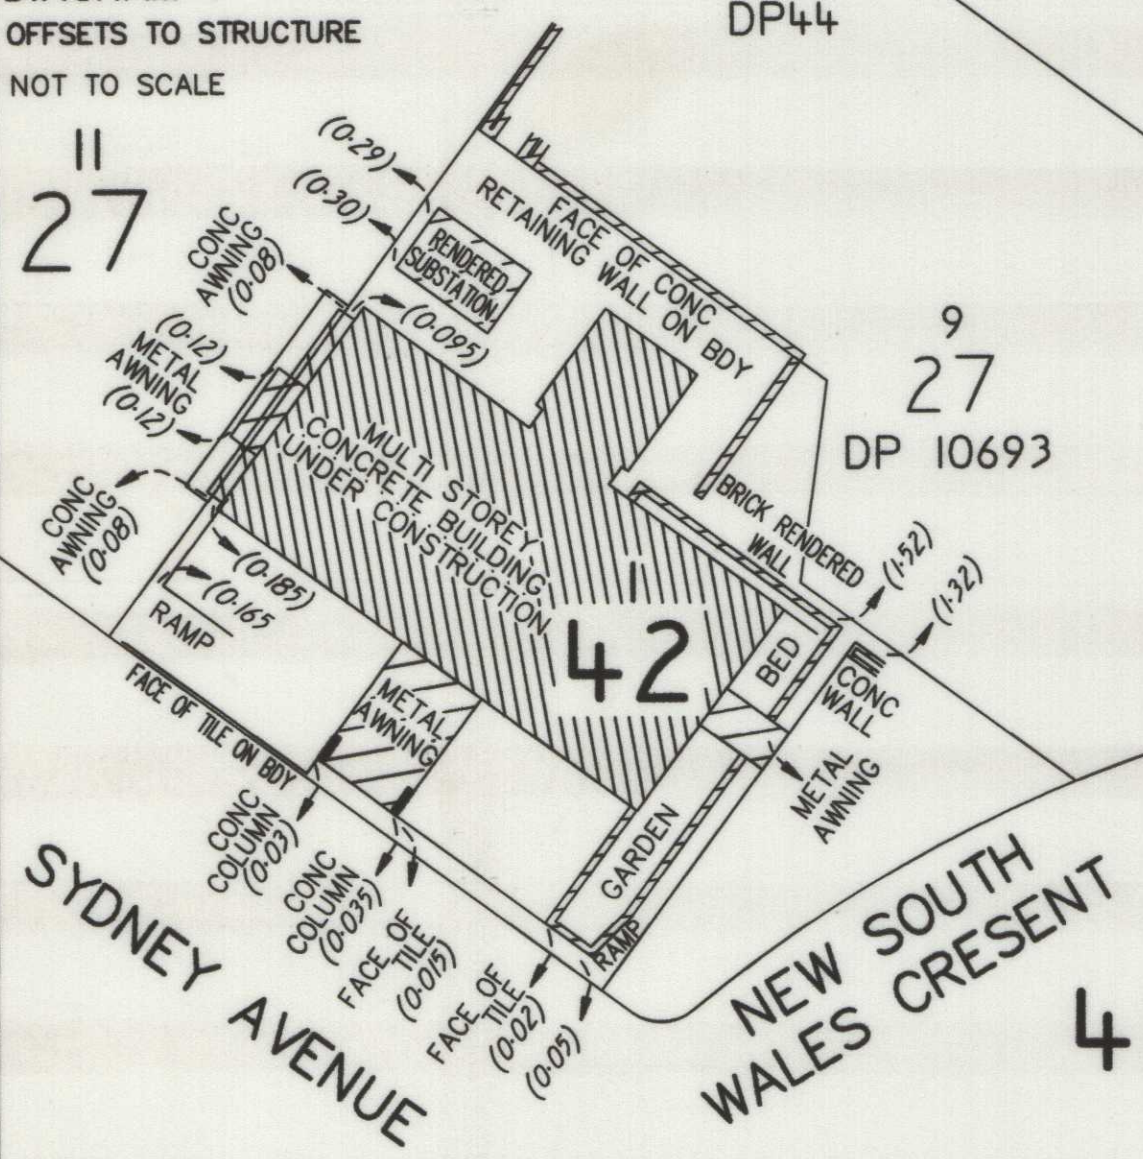 OFFSETS TO STRUCTURE
NOT TO SCALE
DP44
11
27
(0·29)
(0·30)
CONC
AWNING
(0·08)
(0·12)
METAL
AWNING
(0·12)
CONC
AWNING
(0·08)
RENDERED
SUBSTATION
(0·095)
FACE OF CONC
RETAINING WALL ON BDY
9
27
DP 10693
MULTI STOREY
CONCRETE BUILDING
UNDER CONSTRUCTION
1
42
BRICK RENDERED
WALL
(1·52)
(1·32)
(0·185)
(0·165
RAMP
FACE OF TILE ON BDY
METAL
AWNING
BED
CONC
WALL
METAL
AWNING
GARDEN
RAMP
CONC
COLUMN
(0·03)
CONC
COLUMN
(0·035)
FACE OF
TILE
(0·015)
FACE OF
TILE
(0·02)
(0·05)
SYDNEY AVENUE
NEW SOUTH
WALES CRESENT
4